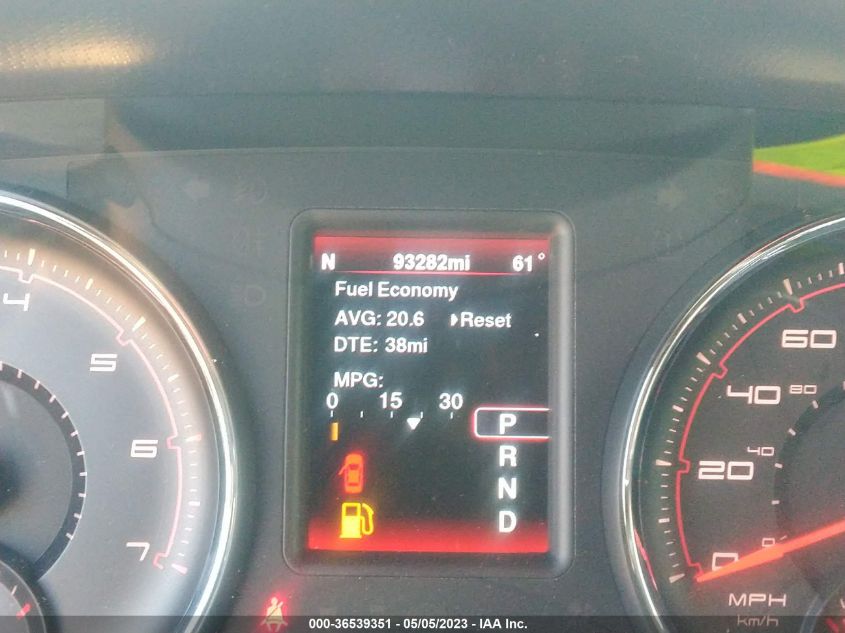 N 93282mi 61°
Fuel Economy
AVG: 20.6 Reset
DTE: 38mi
MPG:
0 15 30
P
R
N
D
4
5
6
7
60
80
40
40
20
0
0
MPH
km/h
000-36539351 - 05/05/2023 - IAA Inc.